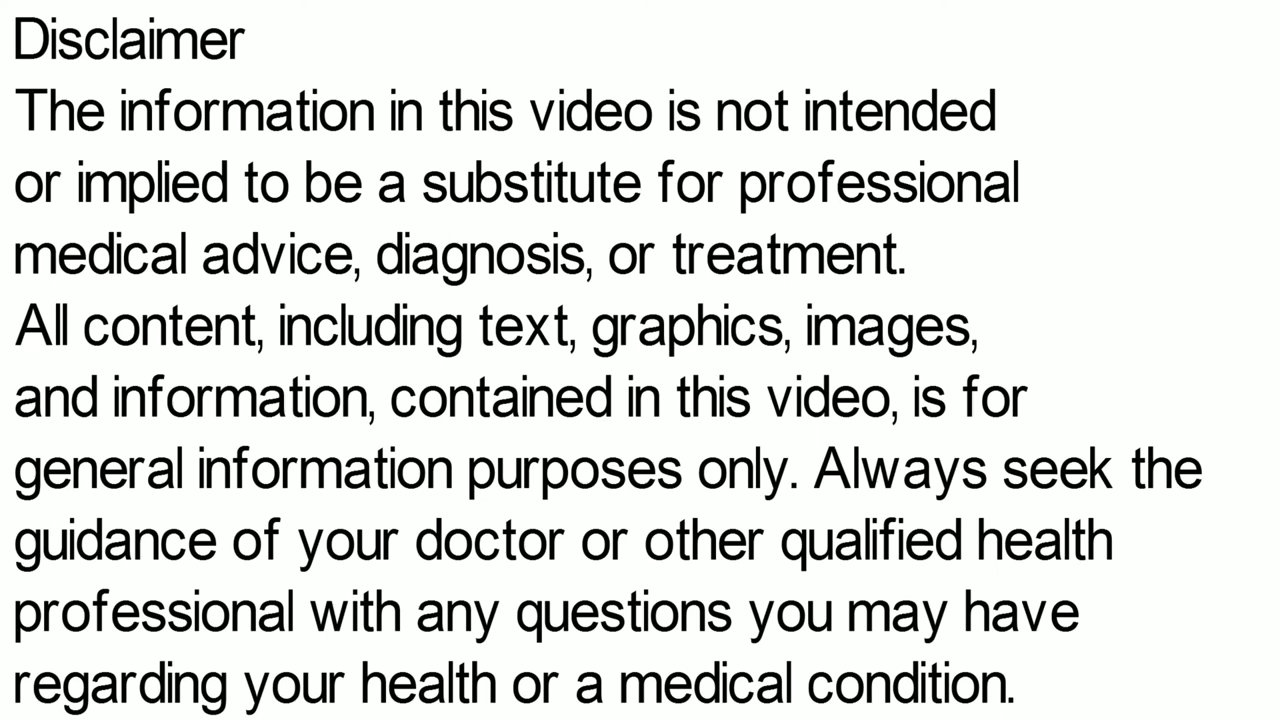 Disclaimer
The information in this video is not intended
or implied to be a substitute for professional
medical advice, diagnosis, or treatment.
All content, including text, graphics, images,
and information, contained in this video, is for
general information purposes only. Always seek the
guidance of your doctor or other qualified health
professional with any questions you may have
regarding your health or a medical condition.